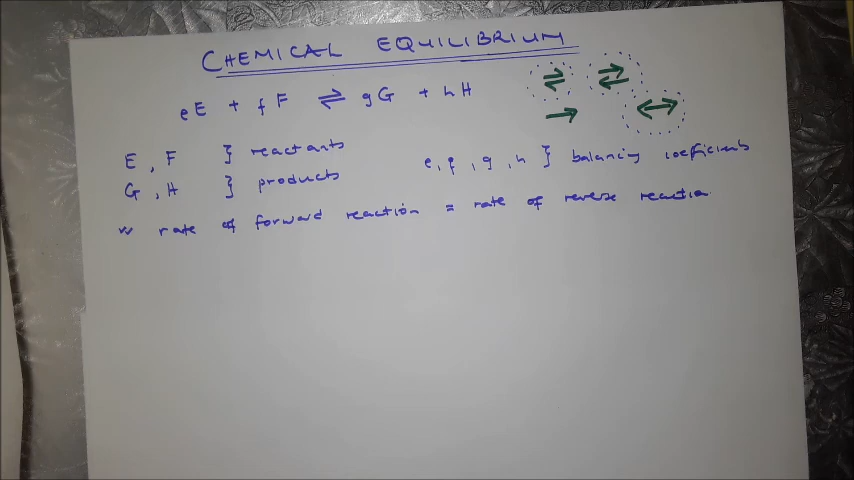 CHEMICAL EQUILIBRIUM
eE + fF ⇌ gG + hH
E, F } reactants
e, f, g, h } balancing coefficients
G, H } products
rate of forward reaction = rate of reverse reaction